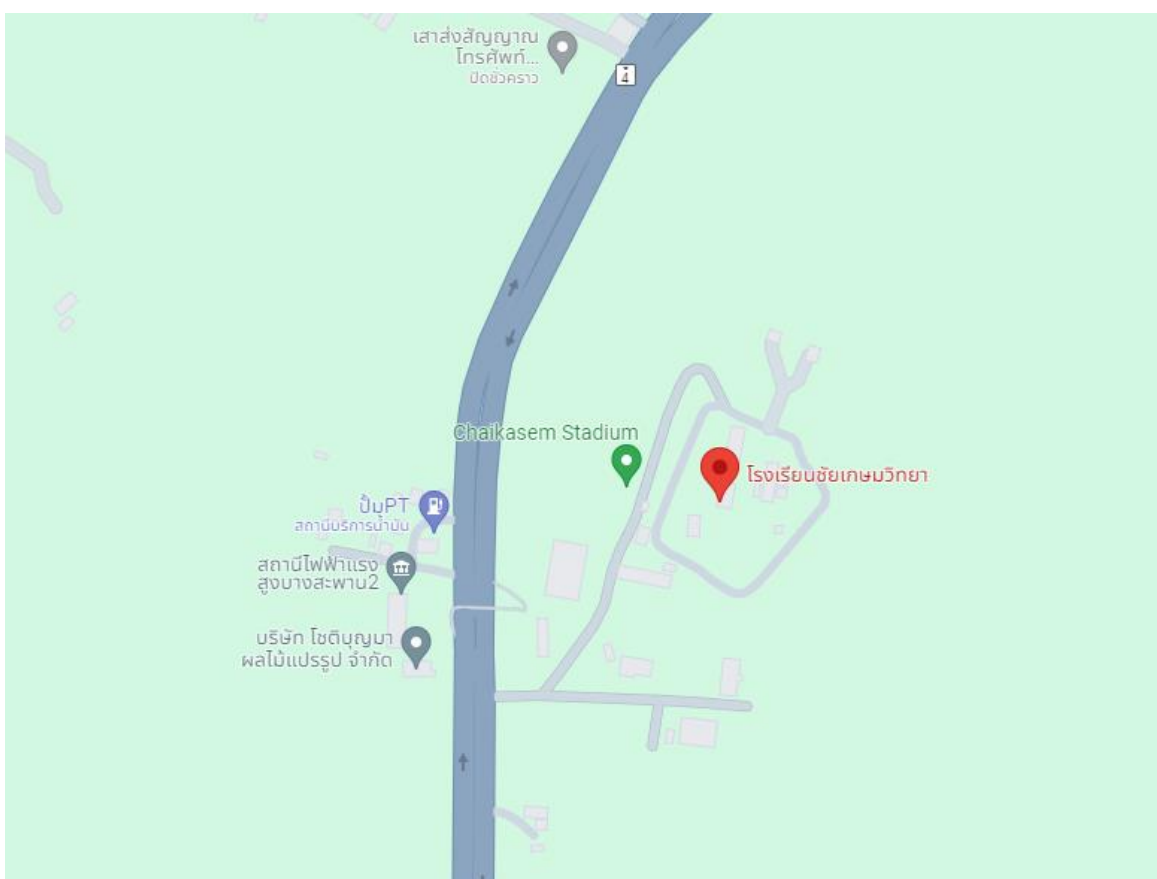 เสาส่งสัญญาณ
โทรศัพท์...
ปิดชั่วคราว
4
Chaikasem Stadium
โรงเรียนชัยเกษมวิทยา
ปั๊มPT
สถานีบริการน้ำมัน
สถานีไฟฟ้าแรง
สูงบางสะพาน2
บริษัท โชติบุญมา
ผลไม้แปรรูป จำกัด